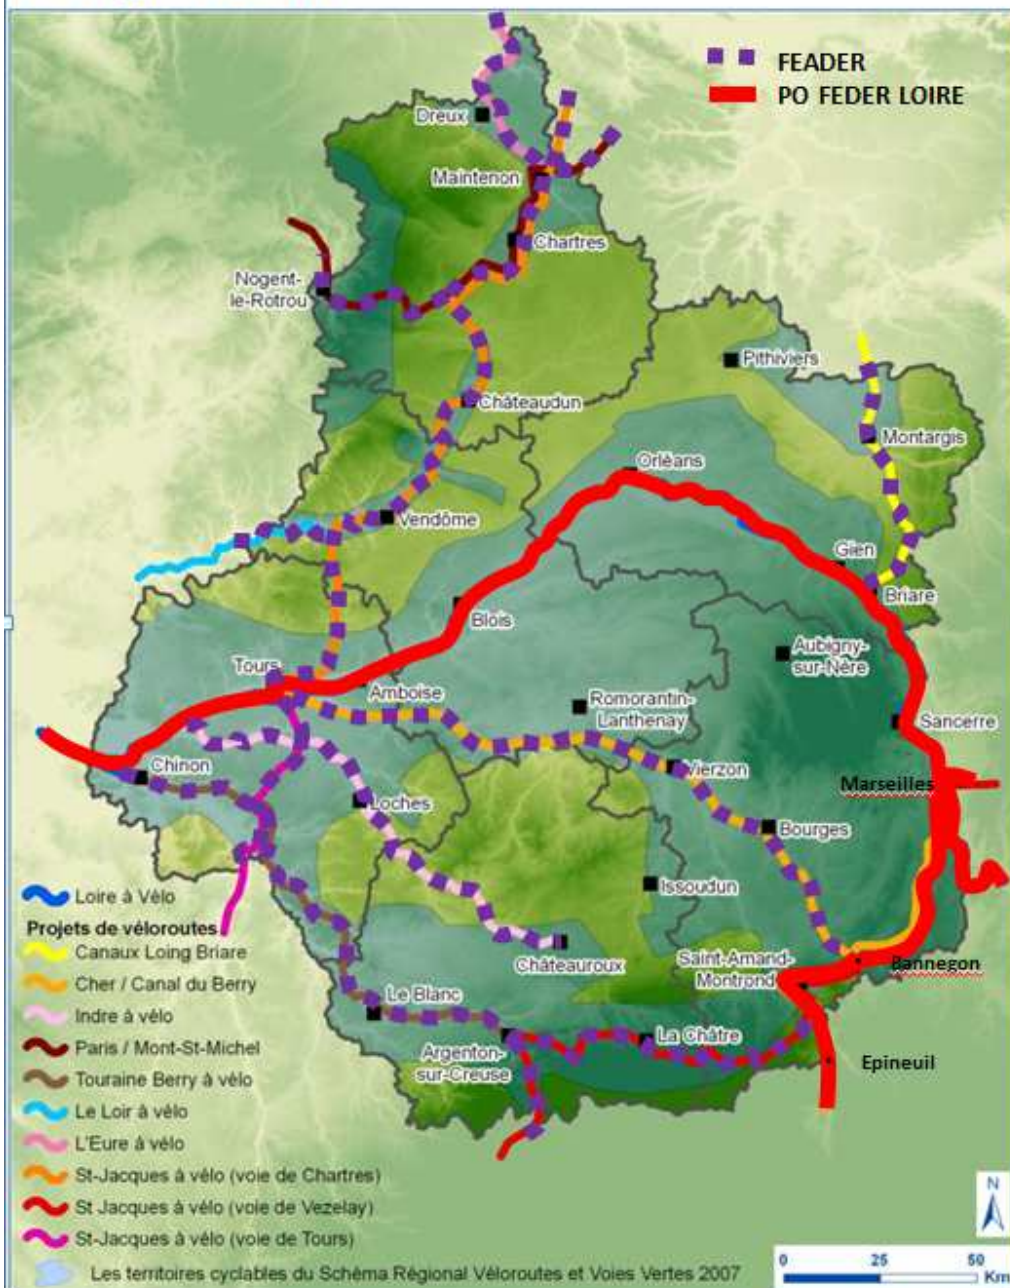 FEADER
PO FEDER LOIRE
Dreux
Maintenon
Chartres
Nogent-
le-Rotrou
Pithiviers
Châteaudun
Montargis
Orléans
Vendôme
Gien
Briare
Blois
Aubigny-
sur-Nère
Tours
Amboise
Romorantin-
Lanthenay
Sancerre
Chinon
Vierzon
Marseilles
Loches
Bourges
Issoudun
Châteauroux
Saint-Amand-
Montrond
Bannegon
Le Blanc
Argenton-
sur-Creuse
La Châtre
Epineuil
Loire à Vélo
Projets de véloroutes
Canaux Loing Briare
Cher / Canal du Berry
Indre à vélo
Paris / Mont-St-Michel
Touraine Berry à vélo
Le Loir à vélo
L'Eure à vélo
St-Jacques à vélo (voie de Chartres)
St Jacques à vélo (voie de Vezelay)
St-Jacques à vélo (voie de Tours)
Les territoires cyclables du Schéma Régional Véloroutes et Voies Vertes 2007
N
0 25 50
Km